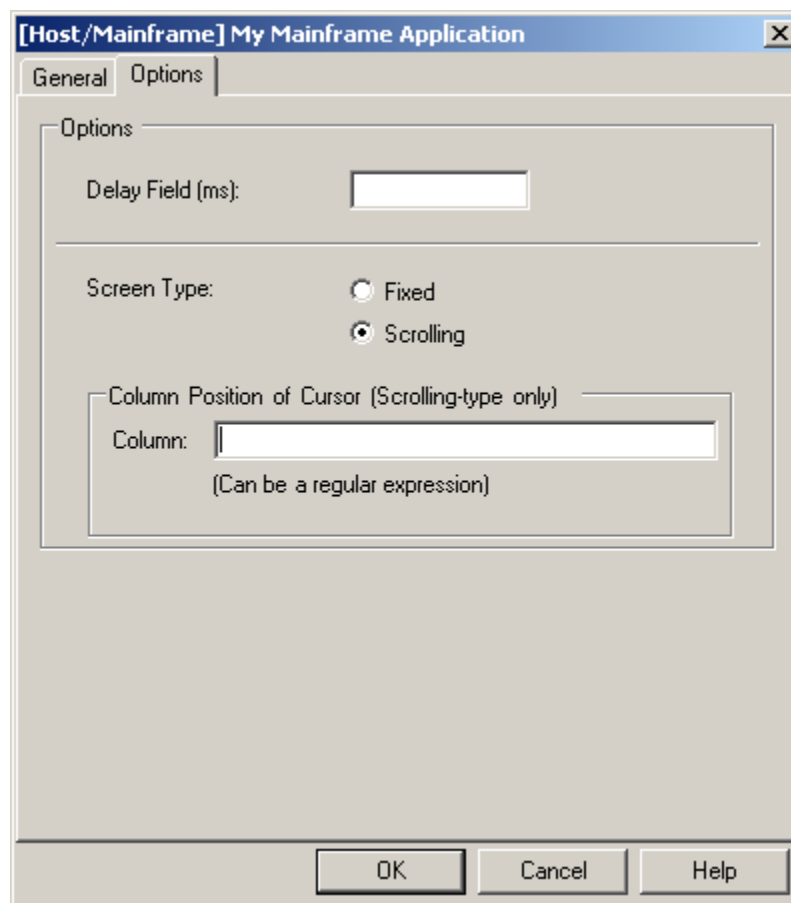 [Host/Mainframe] My Mainframe Application
General Options
Options
Delay Field (ms):
Screen Type:
Fixed
Scrolling
Column Position of Cursor (Scrolling-type only)
Column:
(Can be a regular expression)
OK Cancel Help